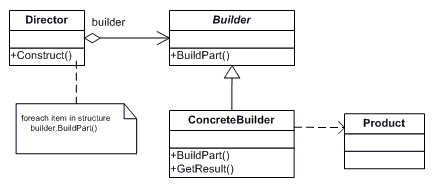 Director
+Construct()
builder
Builder
+BuildPart()
foreach item in structure
builder.BuildPart()
ConcreteBuilder
+BuildPart()
+GetResult()
Product